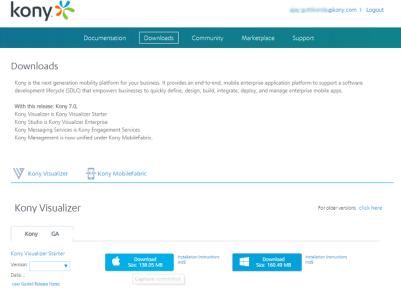 kony
@kony.com | Logout
Documentation Downloads Community Marketplace Support
Downloads
Kony is the next generation mobility platform for your business. It provides an end-to-end, mobile enterprise application platform to support a software
development lifecycle (SDLC) that empowers businesses to quickly define, design, build, integrate, deploy, and manage enterprise mobile apps.
With this release: Kony 7.0,
Kony Visualizer is Kony Visualizer Starter
Kony Studio is Kony Visualizer Enterprise
Kony Messaging Services is Kony Engagement Services
Kony Management is now unified under Kony MobileFabric.
Kony Visualizer Kony MobileFabric
Kony Visualizer
For older versions click here
Kony IGA
Kony Visualizer Starter
Version:
Date: :
User Guide| Release Notes
Download
Size: 138.05 MB
Installation Instructions
md5
Download
Size: 160.49 MB
Installation Instructions
md5